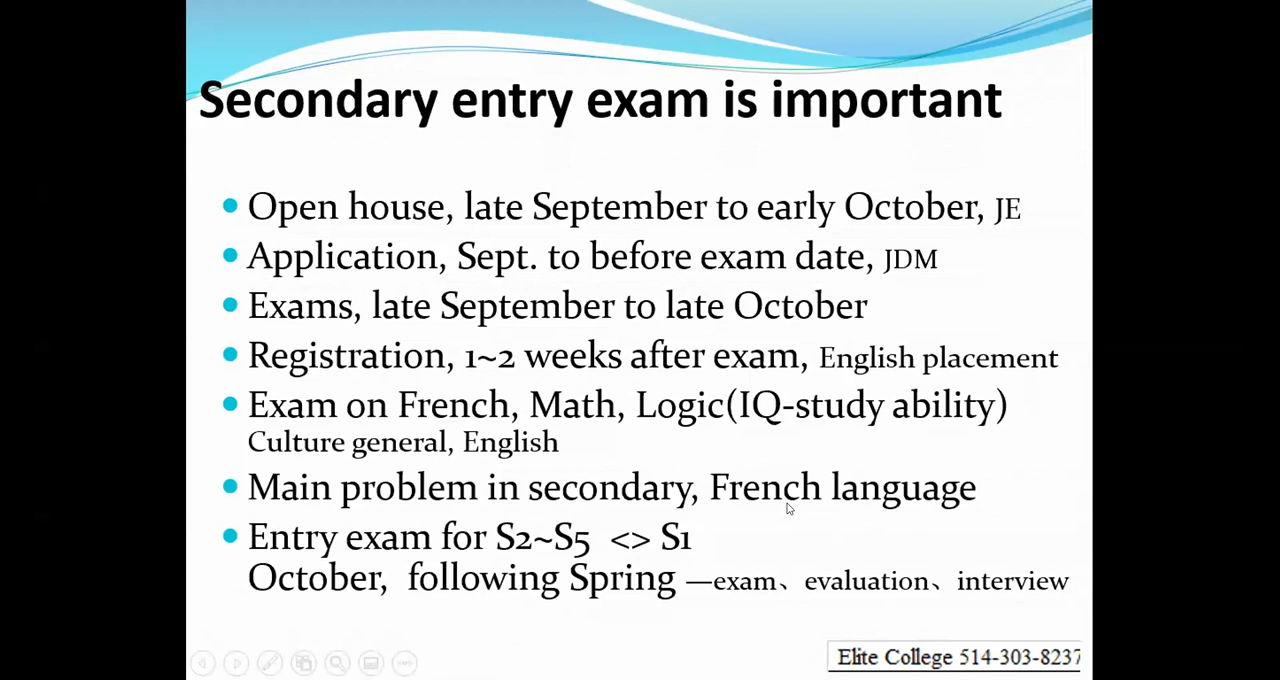 Secondary entry exam is important
Open house, late September to early October, JE
Application, Sept. to before exam date, JDM
Exams, late September to late October
Registration, 1~2 weeks after exam, English placement
Exam on French, Math, Logic(IQ-study ability)
Culture general, English
Main problem in secondary, French language
Entry exam for S2~S5 <> S1
October, following Spring —exam、evaluation、interview
Elite College 514-303-8237